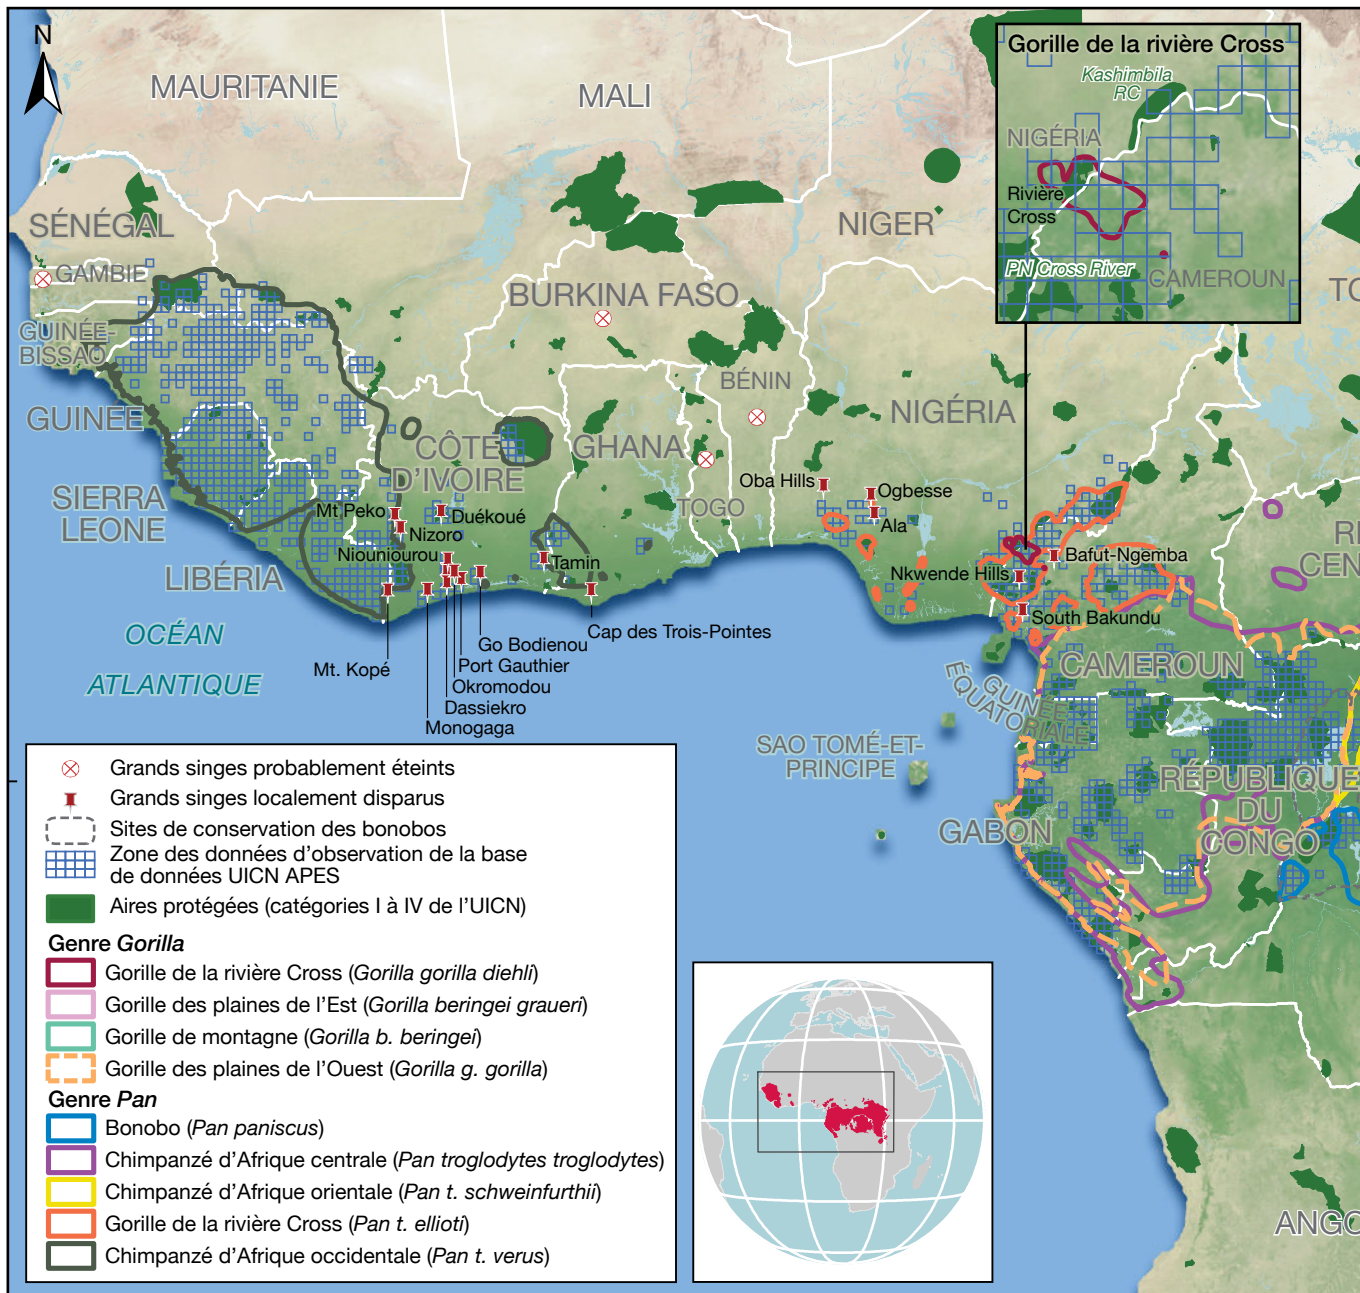 N
MAURITANIE
MALI
Gorille de la rivière Cross
Kashimbila
RC
NIGÉRIA
Rivière
Cross
PN Cross River
CAMEROUN
SÉNÉGAL
GAMBIE
NIGER
BURKINA FASO
GUINÉE-
BISSAO
BÉNIN
GUINÉE
NIGÉRIA
CÔTE
D'IVOIRE
GHANA
SIERRA
LEONE
TOGO
Oba Hills
Ogbesse
Ala
Mt Peko
Duékoué
Nizoro
Niouniourou
Tamin
Bafut-Ngemba
Nkwende Hills
LIBÉRIA
South Bakundu
OCÉAN
ATLANTIQUE
Cap des Trois-Pointes
Go Bodienou
Mt. Kopé
Port Gauthier
Okromodou
Dassiekro
Monogaga
CAMEROUN
GUINÉE
ÉQUATORIALE
SAO TOMÉ-ET-
PRINCIPE
GABON
RÉPUBLIQUE
DU
CONGO
Grands singes probablement éteints
Grands singes localement disparus
Sites de conservation des bonobos
Zone des données d'observation de la base
de données UICN APES
Aires protégées (catégories I à IV de l'UICN)
Genre Gorilla
Gorille de la rivière Cross (Gorilla gorilla diehli)
Gorille des plaines de l'Est (Gorilla beringei graueri)
Gorille de montagne (Gorilla b. beringei)
Gorille des plaines de l'Ouest (Gorilla g. gorilla)
Genre Pan
Bonobo (Pan paniscus)
Chimpanzé d'Afrique centrale (Pan troglodytes troglodytes)
Chimpanzé d'Afrique orientale (Pan t. schweinfurthii)
Gorille de la rivière Cross (Pan t. ellioti)
Chimpanzé d'Afrique occidentale (Pan t. verus)